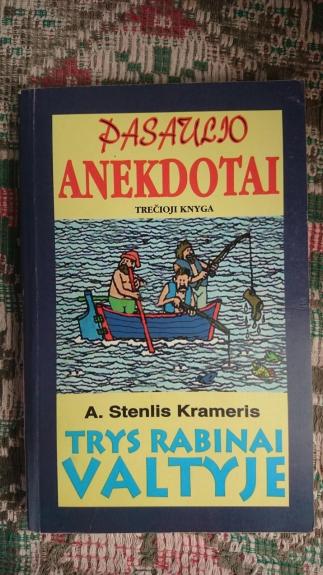 PASAULIO
ANEKDOTAI
TREČIOJI KNYGA
A. Stenlis Krameris
TRYS RABINAI
VALTYJE